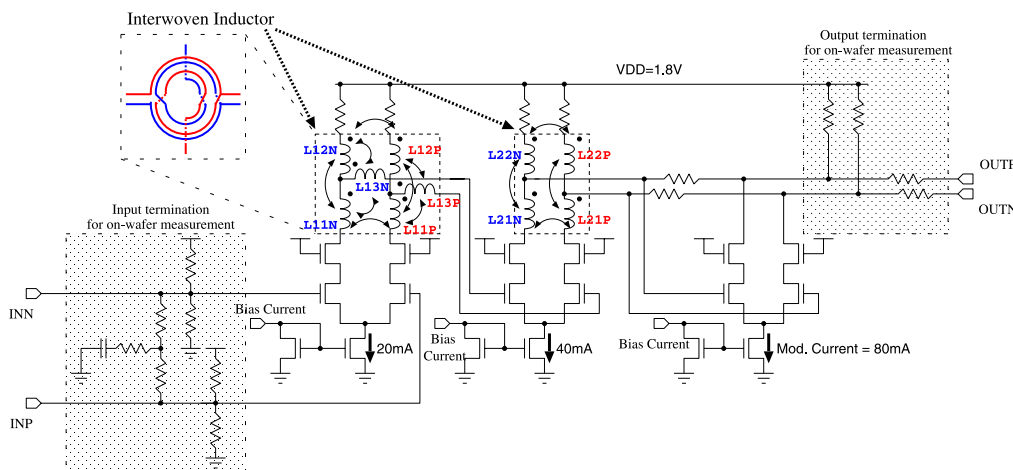 Interwoven Inductor
Output termination
for on-wafer measurement
VDD=1.8V
L12N
L12P
L13N
L13P
L11N
L11P
L22N
L22P
L21N
L21P
OUTP
OUTN
Input termination
for on-wafer measurement
INN
INP
Bias Current
20mA
Bias
Current
40mA
Bias Current
Mod. Current = 80mA